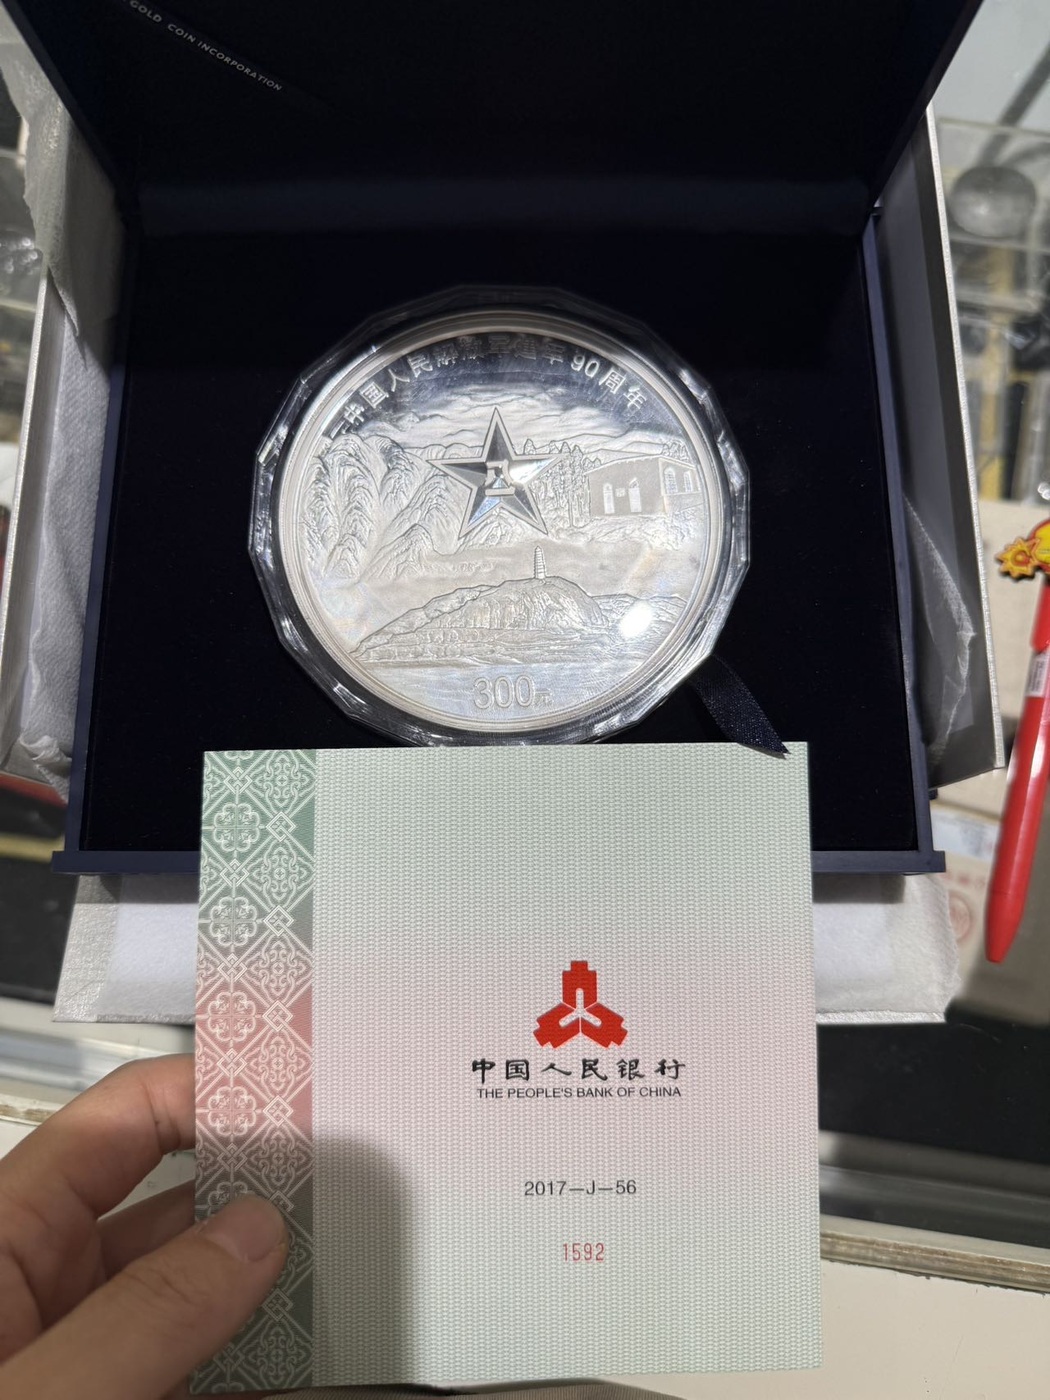 GOLD COIN INCORPORATION
中国人民解放军建军90周年
300元
中国人民银行
THE PEOPLE'S BANK OF CHINA
2017—J—56
1592